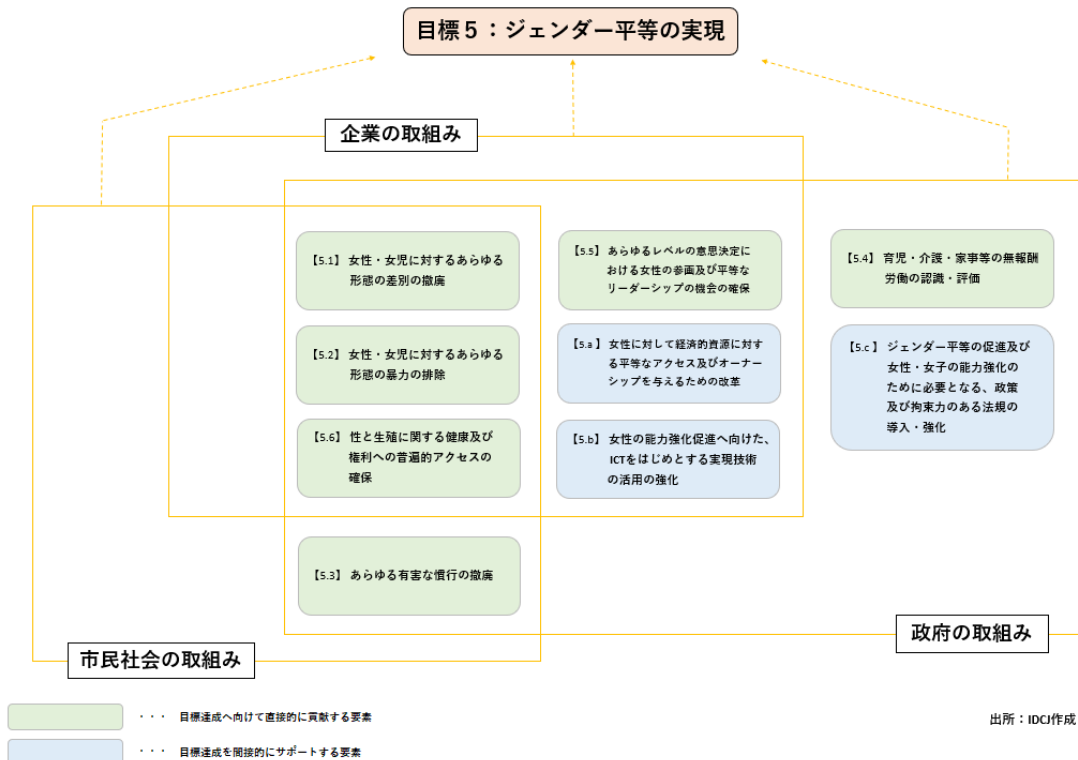 目標５：ジェンダー平等の実現
企業の取組み
【5.1】 女性・女児に対するあらゆる
形態の差別の撤廃
【5.2】 女性・女児に対するあらゆる
形態の暴力の排除
【5.6】 性と生殖に関する健康及び
権利への普遍的アクセスの
確保
【5.3】 あらゆる有害な慣行の撤廃
【5.5】 あらゆるレベルの意思決定に
おける女性の参画及び平等な
リーダーシップの機会の確保
【5.a 】 女性に対して経済的資源に対す
る平等なアクセス及びオーナー
シップを与えるための改革
【5.b】 女性の能力強化促進へ向けた、
ICTをはじめとする実現技術
の活用の強化
【5.4】 育児・介護・家事等の無報酬
労働の認識・評価
【5.c 】 ジェンダー平等の促進及び
女性・女子の能力強化の
ために必要となる、政策
及び拘束力のある法規の
導入・強化
政府の取組み
市民社会の取組み
・・・ 目標達成へ向けて直接的に貢献する要素
・・・ 目標達成を間接的にサポートする要素
出所：IDCJ作成